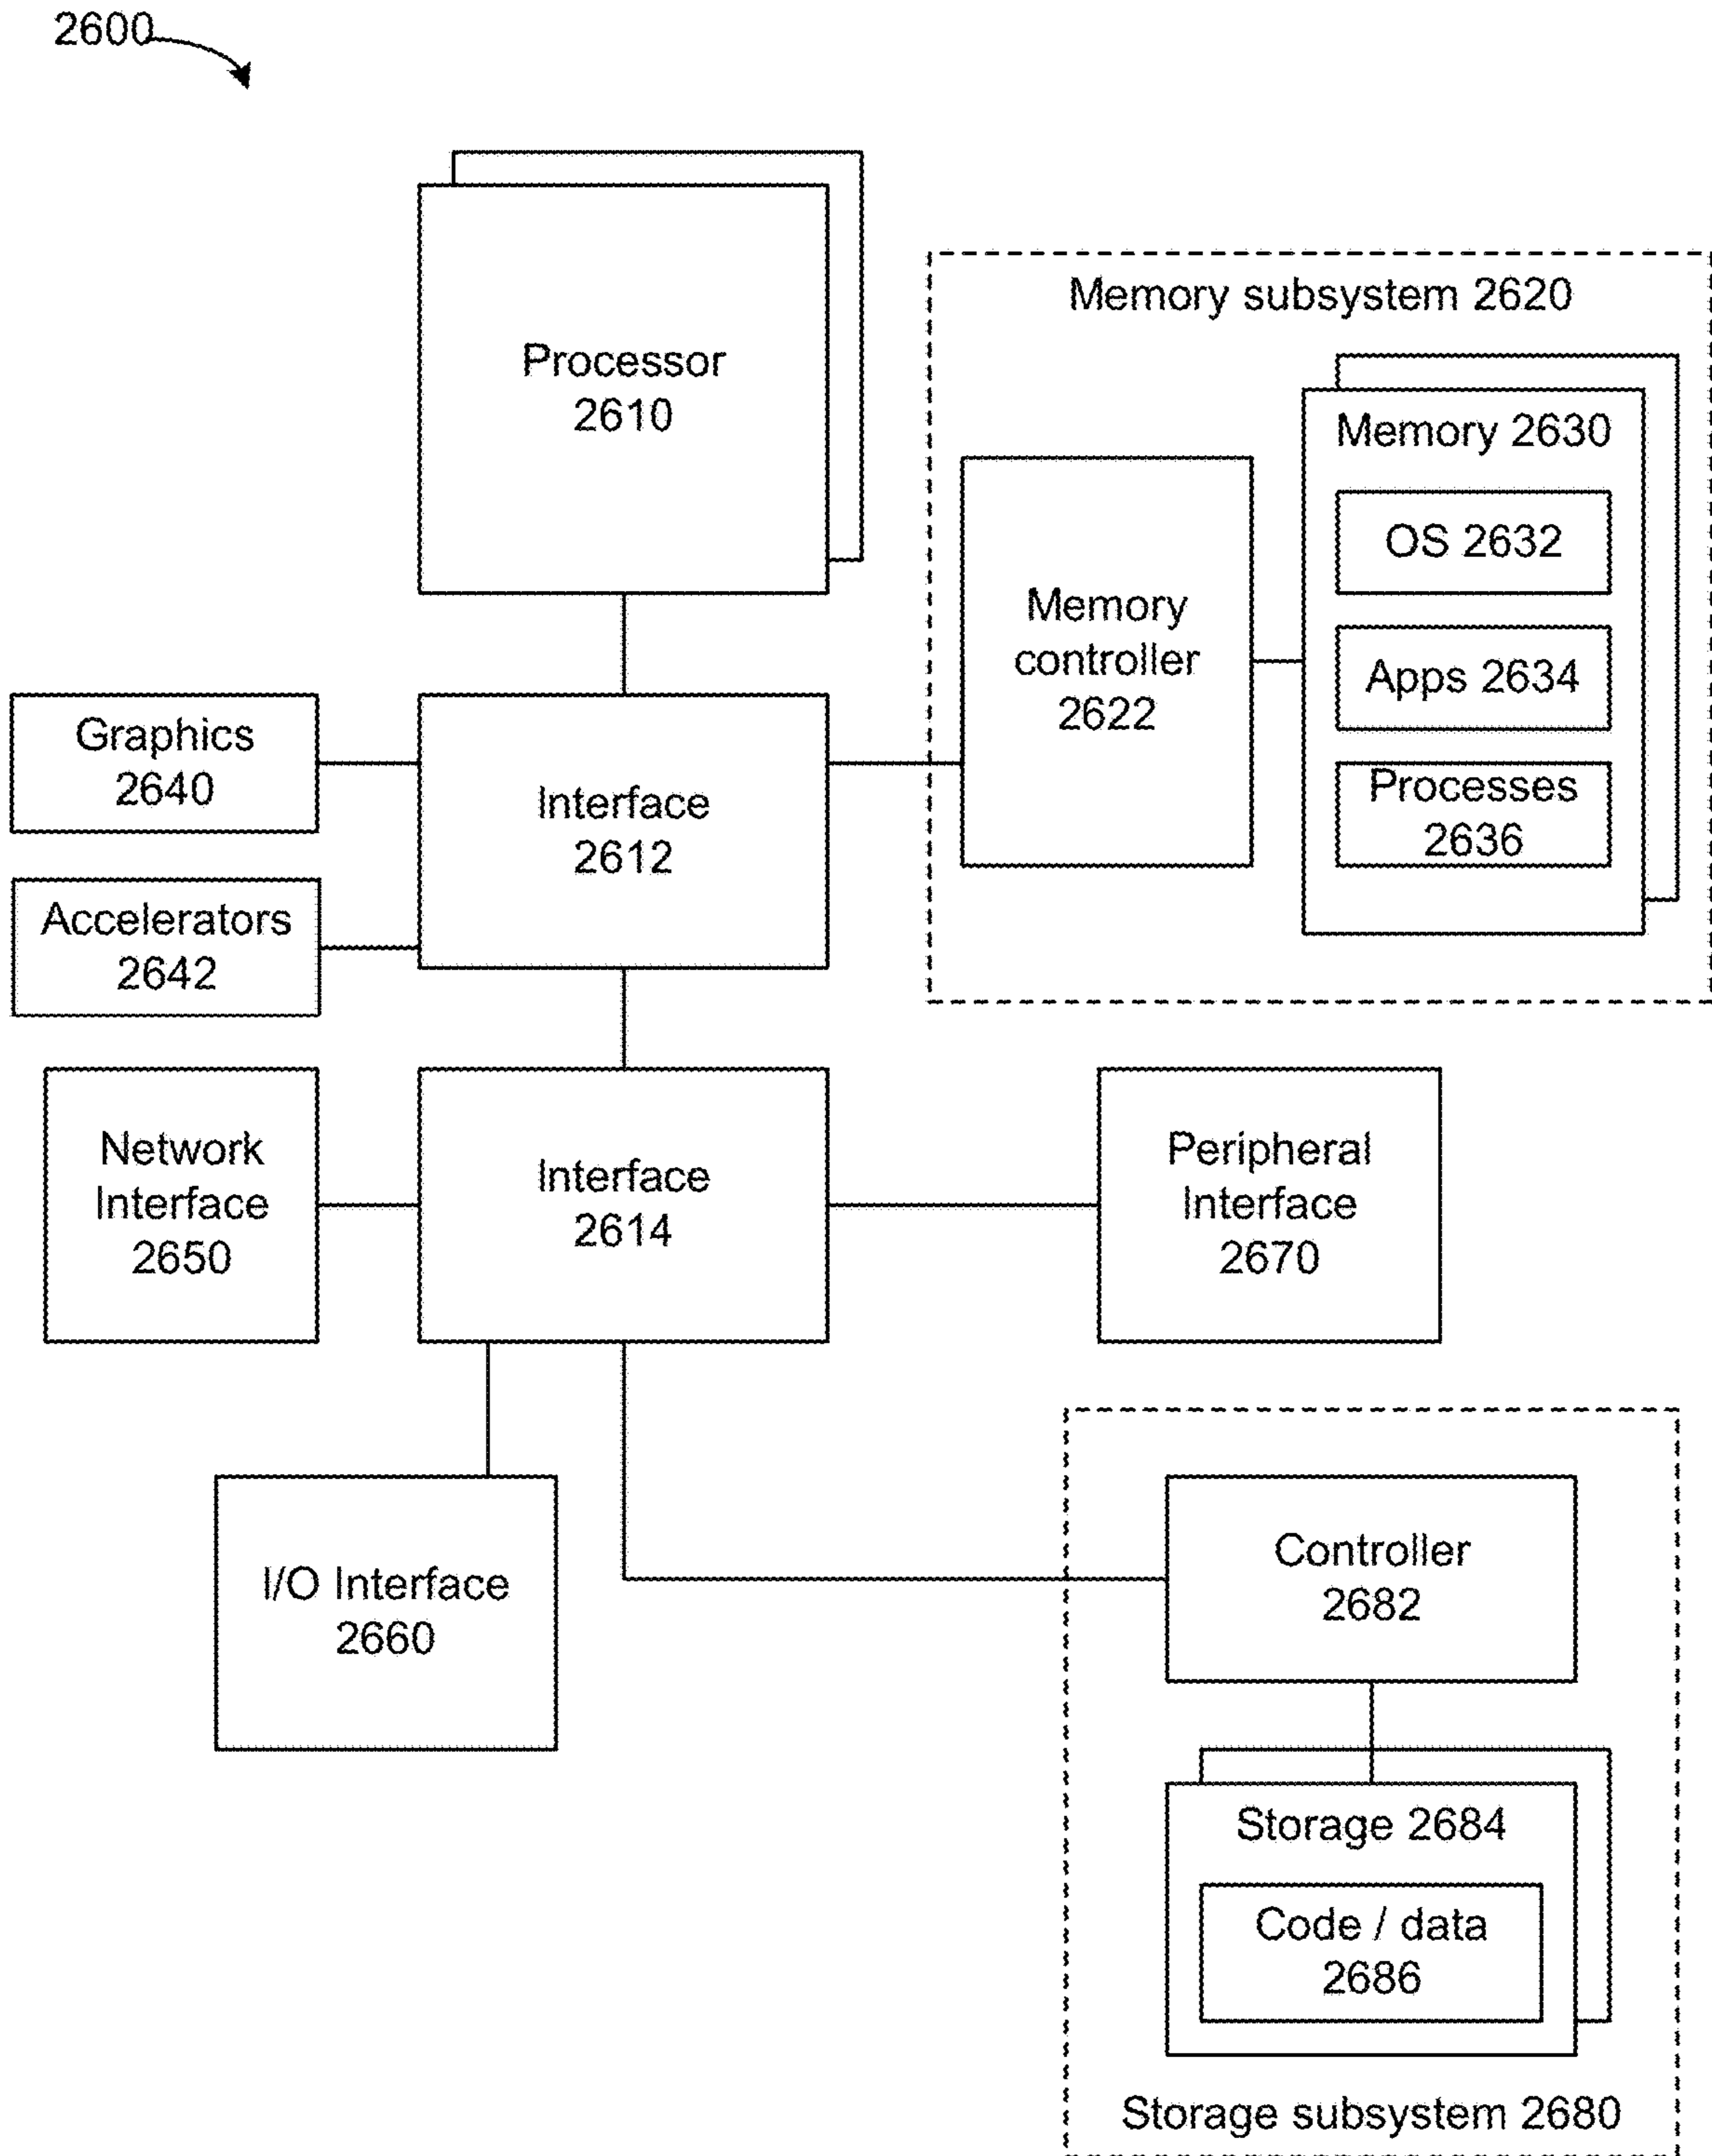 2600
Processor
2610
Memory subsystem 2620
Memory 2630
OS 2632
Memory
controller
2622
Apps 2634
Processes
2636
Graphics
2640
Interface
2612
Accelerators
2642
Network
Interface
2650
Interface
2614
Peripheral
Interface
2670
I/O Interface
2660
Controller
2682
Storage 2684
Code / data
2686
Storage subsystem 2680